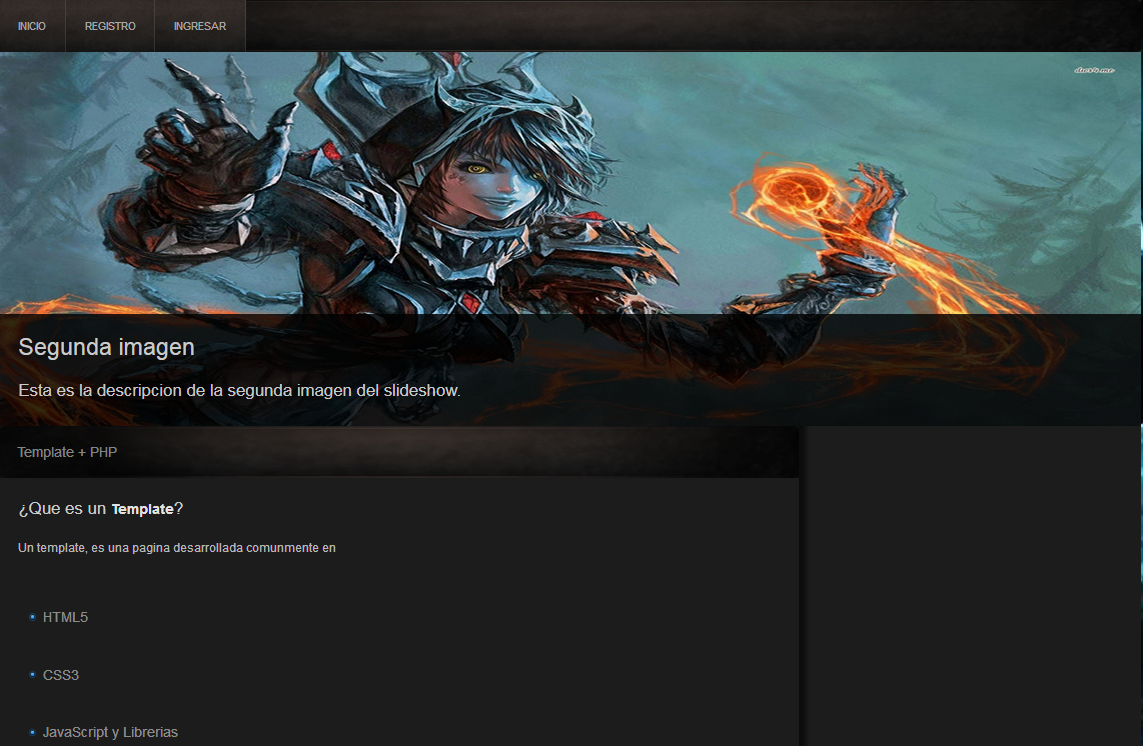 INICIO
REGISTRO
INGRESAR
Segunda imagen
Esta es la descripcion de la segunda imagen del slideshow.
Template + PHP
¿Que es un Template?
Un template, es una pagina desarrollada comunmente en
HTML5
CSS3
JavaScript y Librerias